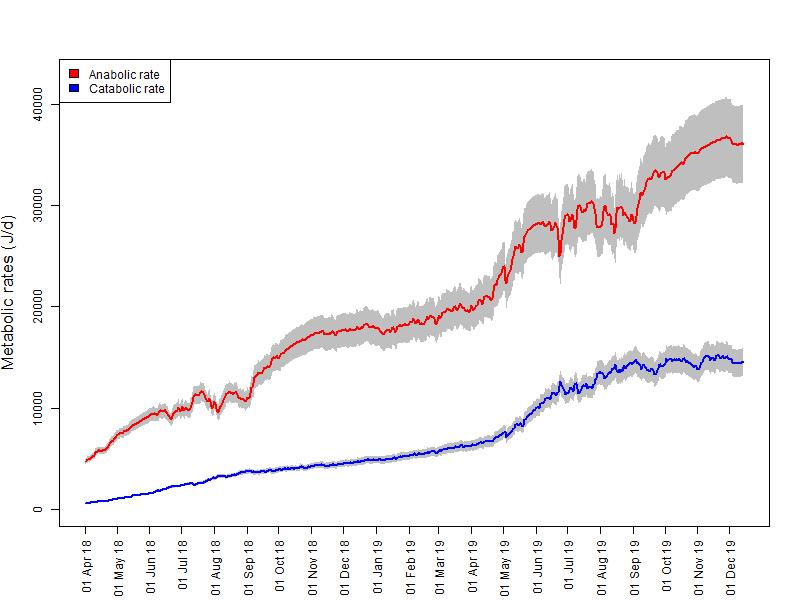 Anabolic rate
Catabolic rate
Metabolic rates (J/d)
40000
30000
20000
10000
0
01 Apr 18
01 May 18
01 Jun 18
01 Jul 18
01 Aug 18
01 Sep 18
01 Oct 18
01 Nov 18
01 Dec 18
01 Jan 19
01 Feb 19
01 Mar 19
01 Apr 19
01 May 19
01 Jun 19
01 Jul 19
01 Aug 19
01 Sep 19
01 Oct 19
01 Nov 19
01 Dec 19